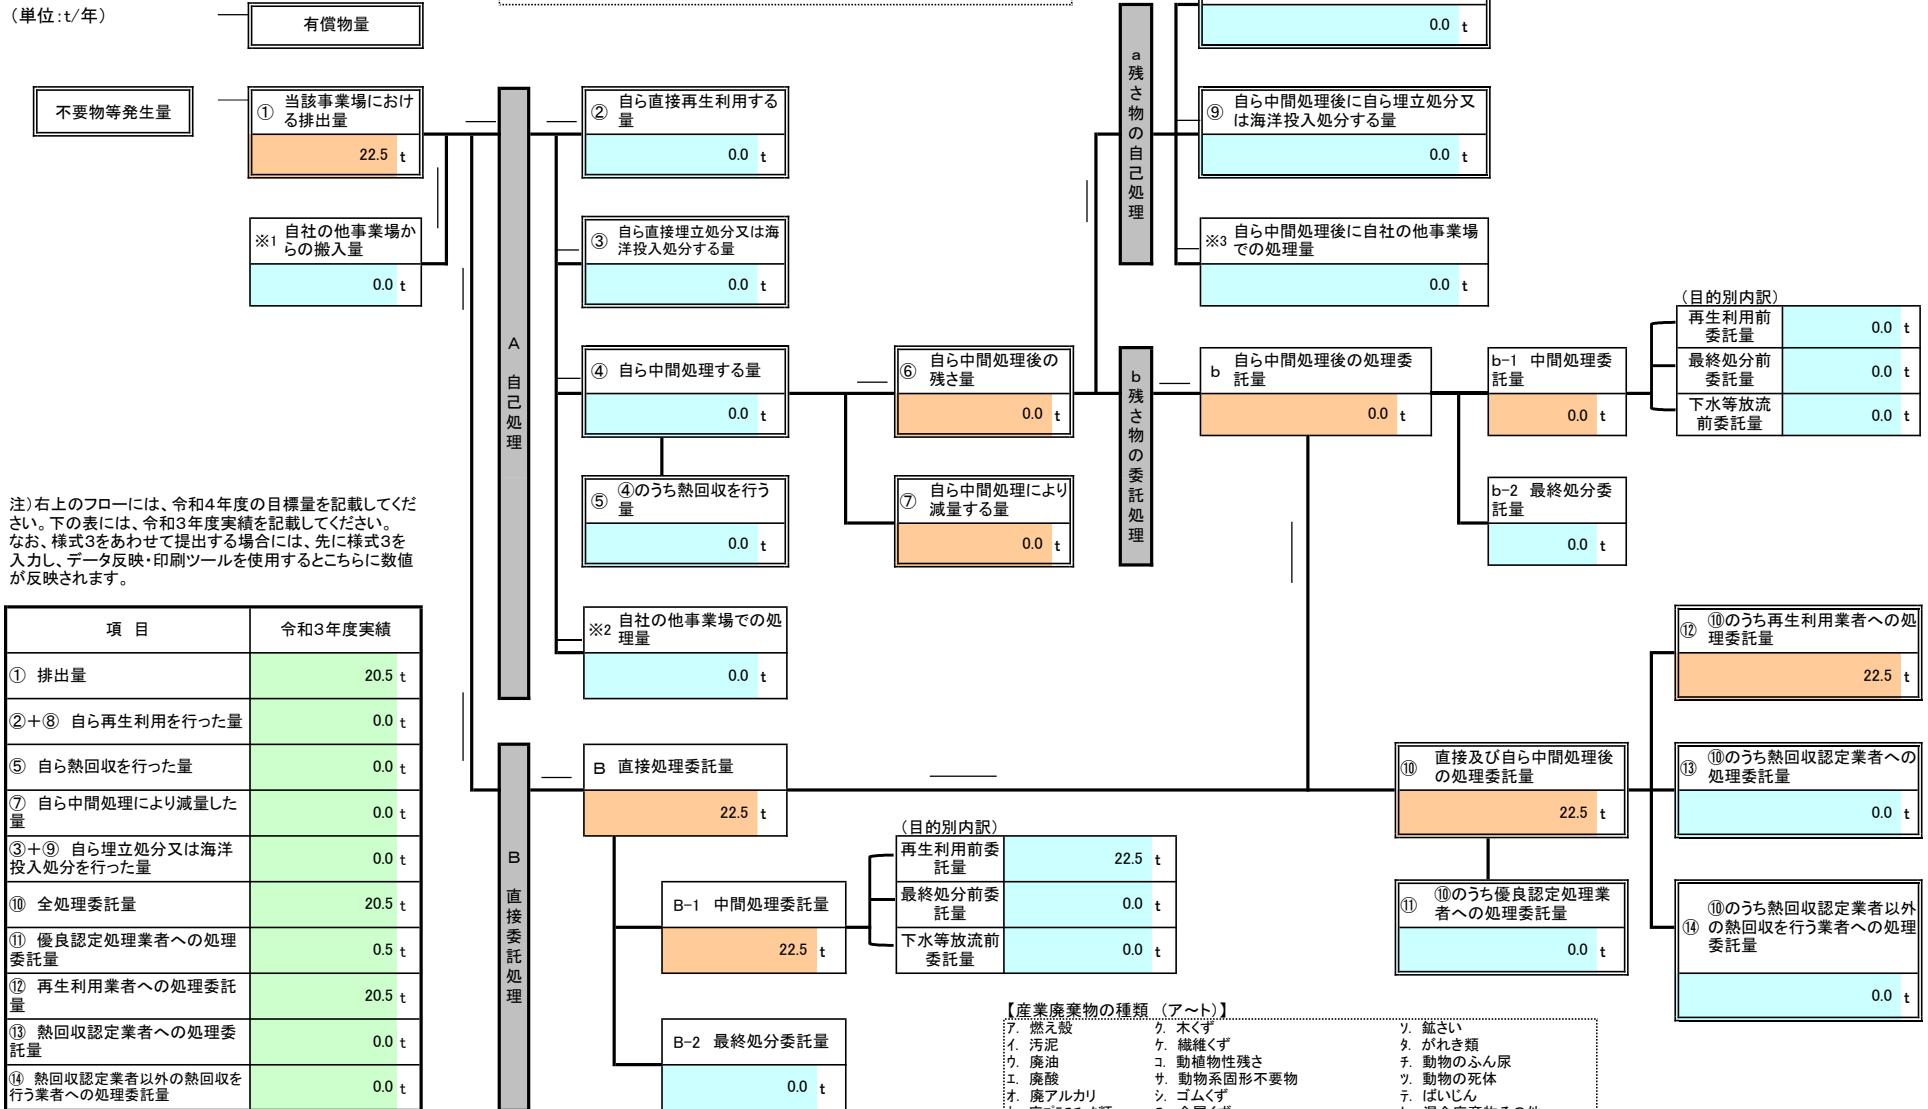 (単位:t/年)
有償物量
0.0 t
不要物等発生量
① 当該事業場におけ
る排出量
22.5 t
※1 自社の他事業場か
らの搬入量
0.0 t
A 自己処理
② 自ら直接再生利用する
量
0.0 t
③ 自ら直接埋立処分又は海
洋投入処分する量
0.0 t
④ 自ら中間処理する量
0.0 t
⑤ ④のうち熱回収を行う
量
0.0 t
※2 自社の他事業場での処
理量
0.0 t
⑥ 自ら中間処理後の
残さ量
0.0 t
⑦ 自ら中間処理により
減量する量
0.0 t
a 残さ物の自己処理
⑨ 自ら中間処理後に自ら埋立処分又
は海洋投入処分する量
0.0 t
※3 自ら中間処理後に自社の他事業場
での処理量
0.0 t
b 残さ物の委託処理
b 自ら中間処理後の処理委
託量
0.0 t
b-1 中間処理委
託量
0.0 t
(目的別内訳)
再生利用前
委託量
0.0 t
最終処分前
委託量
0.0 t
下水等放流
前委託量
0.0 t
b-2 最終処分委
託量
0.0 t
注)右上のフローには、令和4年度の目標量を記載してくだ
さい。下の表には、令和3年度実績を記載してください。
なお、様式3をあわせて提出する場合には、先に様式3を
入力し、データ反映・印刷ツールを使用するとこちらに数値
が反映されます。
項 目 令和3年度実績
① 排出量 20.5 t
②+⑧ 自ら再生利用を行った量 0.0 t
⑤ 自ら熱回収を行った量 0.0 t
⑦ 自ら中間処理により減量した
量 0.0 t
③+⑨ 自ら埋立処分又は海洋
投入処分を行った量 0.0 t
⑩ 全処理委託量 20.5 t
⑪ 優良認定処理業者への処理
委託量 0.5 t
⑫ 再生利用業者への処理委託
量 20.5 t
⑬ 熱回収認定業者への処理委
託量 0.0 t
⑭ 熱回収認定業者以外の熱回収を
行う業者への処理委託量 0.0 t
B 直接委託処理
B 直接処理委託量
22.5 t
B-1 中間処理委託量
22.5 t
(目的別内訳)
再生利用前委
託量
22.5 t
最終処分前委
託量
0.0 t
下水等放流前
委託量
0.0 t
B-2 最終処分委託量
0.0 t
⑩ 直接及び自ら中間処理後
の処理委託量
22.5 t
⑪ ⑩のうち優良認定処理業
者への処理委託量
0.0 t
⑫ ⑩のうち再生利用業者への処
理委託量
22.5 t
⑬ ⑩のうち熱回収認定業者への
処理委託量
0.0 t
⑭ ⑩のうち熱回収認定業者以外
の熱回収を行う業者への処理
委託量
0.0 t
【産業廃棄物の種類 (ア~ト)】
ア. 燃え殻 ク. 木くず ソ. 鉱さい
イ. 汚泥 ケ. 繊維くず タ. がれき類
ウ. 廃油 コ. 動植物性残さ チ. 動物のふん尿
エ. 廃酸 サ. 動物系固形不要物 ツ. 動物の死体
オ. 廃アルカリ シ. ゴムくず テ. ばいじん